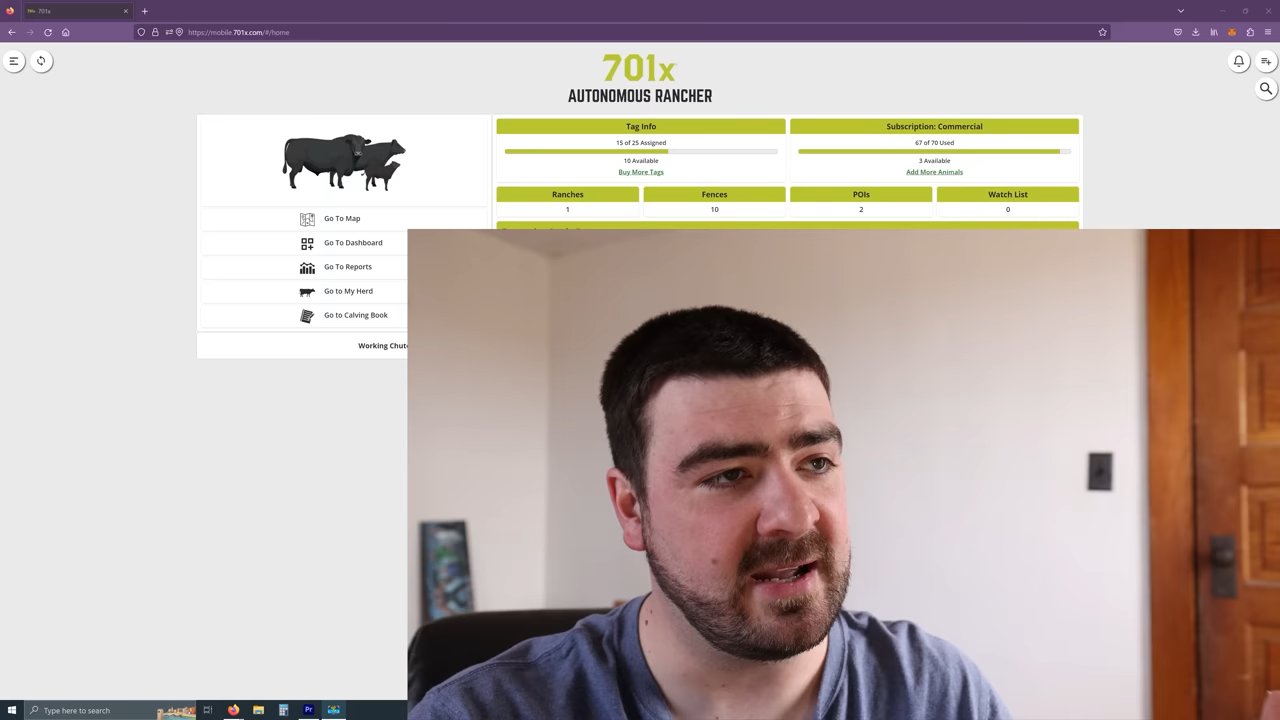 701x
https://mobile.701x.com/#/home
701x
AUTONOMOUS RANCHER
Tag Info
15 of 25 Assigned
10 Available
Buy More Tags
Subscription: Commercial
67 of 70 Used
3 Available
Add More Animals
Ranches
1
Fences
10
POIs
2
Watch List
0
Go To Map
Go To Dashboard
Go To Reports
Go to My Herd
Go to Calving Book
Working
Type here to search
Pr